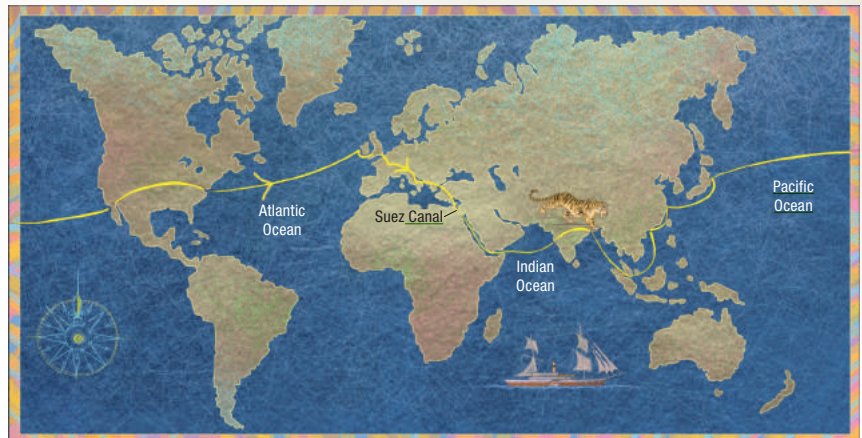 Atlantic
Ocean
Suez Canal
Indian
Ocean
Pacific
Ocean